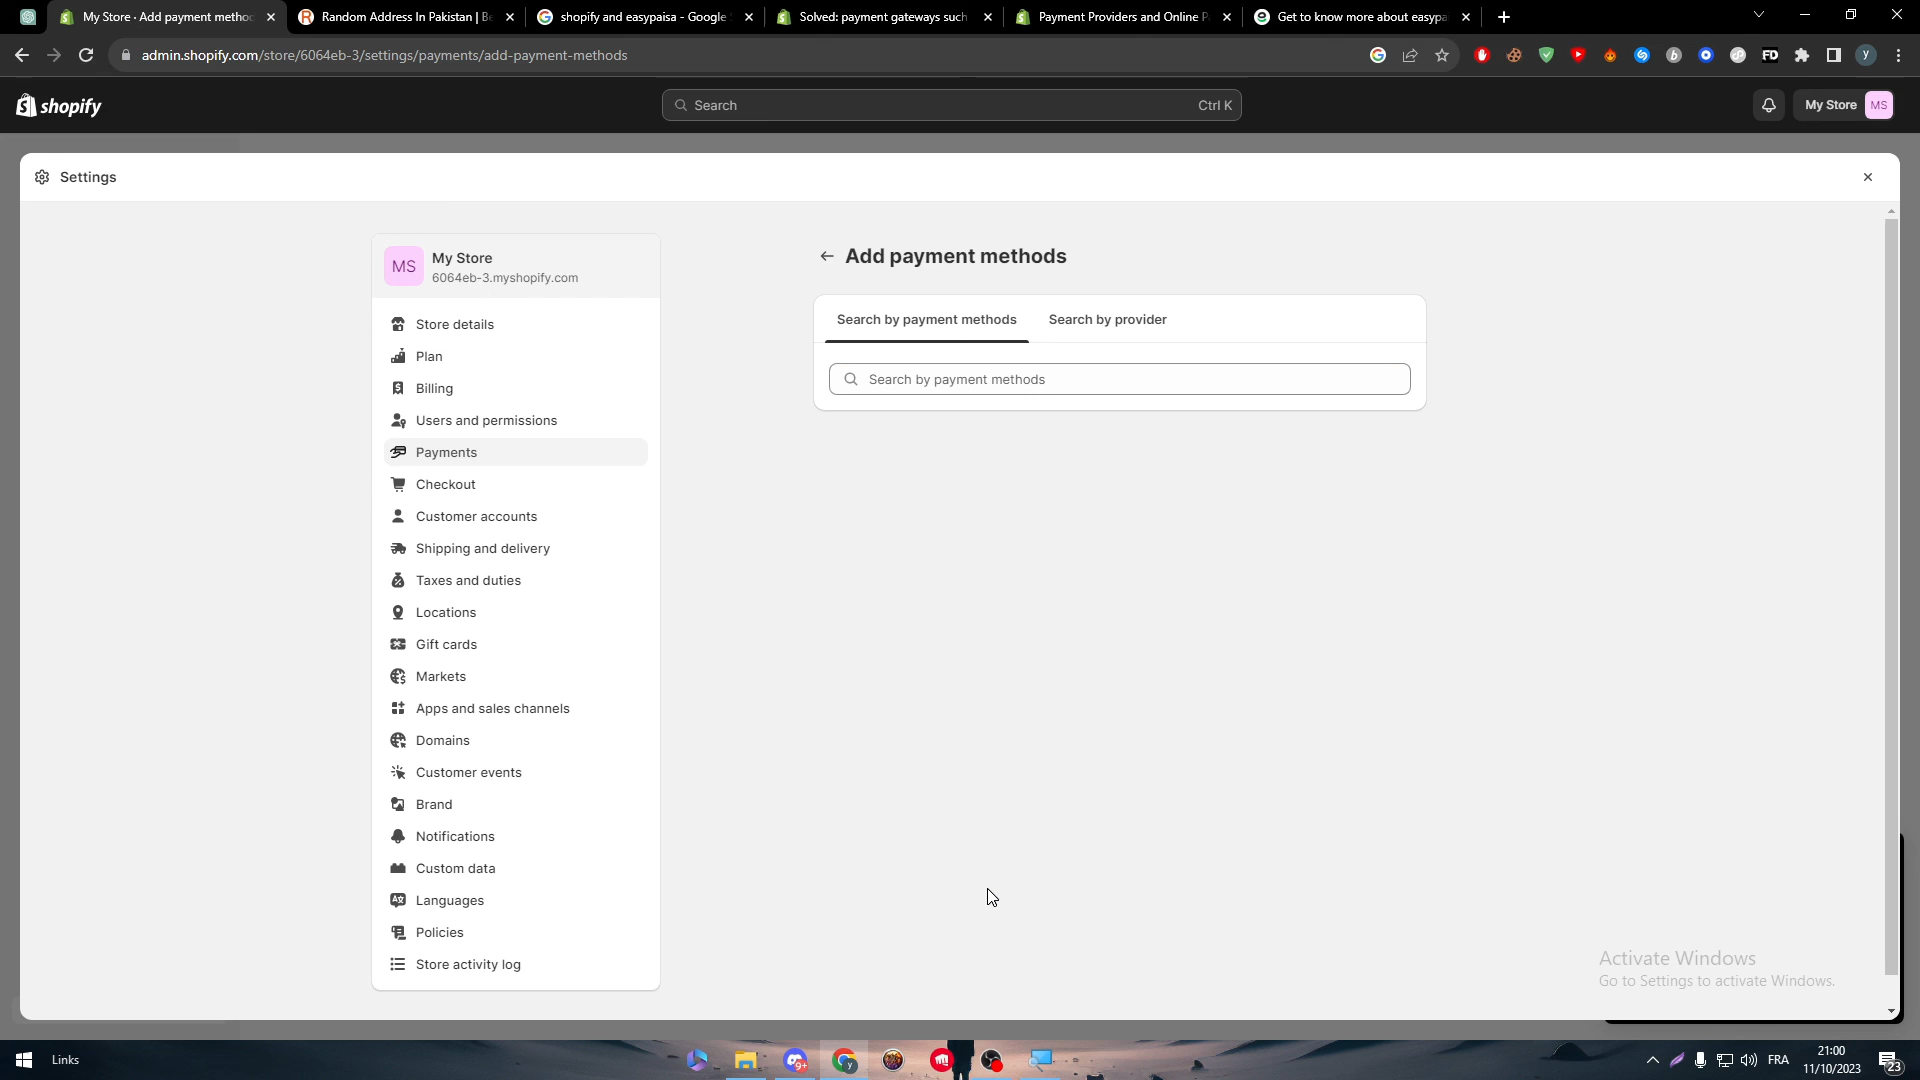 My Store · Add payment metho
Random Address In Pakistan | Be
shopify and easypaisa - Google
Solved: payment gateways such
Payment Providers and Online P
Get to know more about easypa
admin.shopify.com/store/6064eb-3/settings/payments/add-payment-methods
y
shopify
Search
Ctrl K
My Store
MS
Settings
MS
My Store
6064eb-3.myshopify.com
Store details
Plan
Billing
Users and permissions
Payments
Checkout
Customer accounts
Shipping and delivery
Taxes and duties
Locations
Gift cards
Markets
Apps and sales channels
Domains
Customer events
Brand
Notifications
Custom data
Languages
Policies
Store activity log
Add payment methods
Search by payment methods
Search by provider
Search by payment methods
Activate Windows
Go to Settings to activate Windows.
Links
9+
FRA
21:00
11/10/2023
23